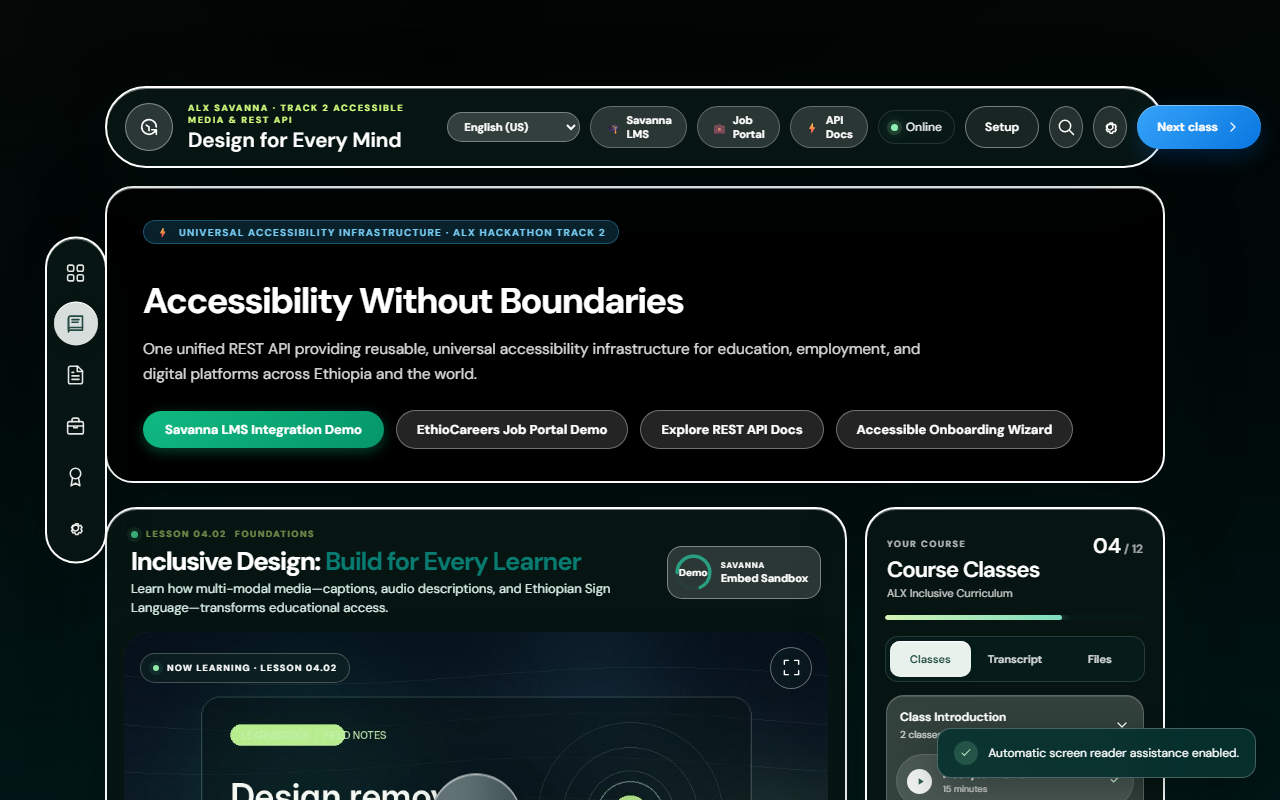 ALX SAVANNA · TRACK 2 ACCESSIBLE
MEDIA & REST API
Design for Every Mind
English (US)
Savanna
LMS
Job
Portal
API
Docs
Online
Setup
Next class
UNIVERSAL ACCESSIBILITY INFRASTRUCTURE · ALX HACKATHON TRACK 2
Accessibility Without Boundaries
One unified REST API providing reusable, universal accessibility infrastructure for education, employment, and
digital platforms across Ethiopia and the world.
Savanna LMS Integration Demo
EthioCareers Job Portal Demo
Explore REST API Docs
Accessible Onboarding Wizard
LESSON 04.02 FOUNDATIONS
Inclusive Design: Build for Every Learner
Learn how multi-modal media—captions, audio descriptions, and Ethiopian Sign
Language—transforms educational access.
Demo
SAVANNA
Embed Sandbox
NOW LEARNING · LESSON 04.02
NOTES
Design remov
YOUR COURSE
04 / 12
Course Classes
ALX Inclusive Curriculum
Classes
Transcript
Files
Class Introduction
2 classes
15 minutes
Automatic screen reader assistance enabled.